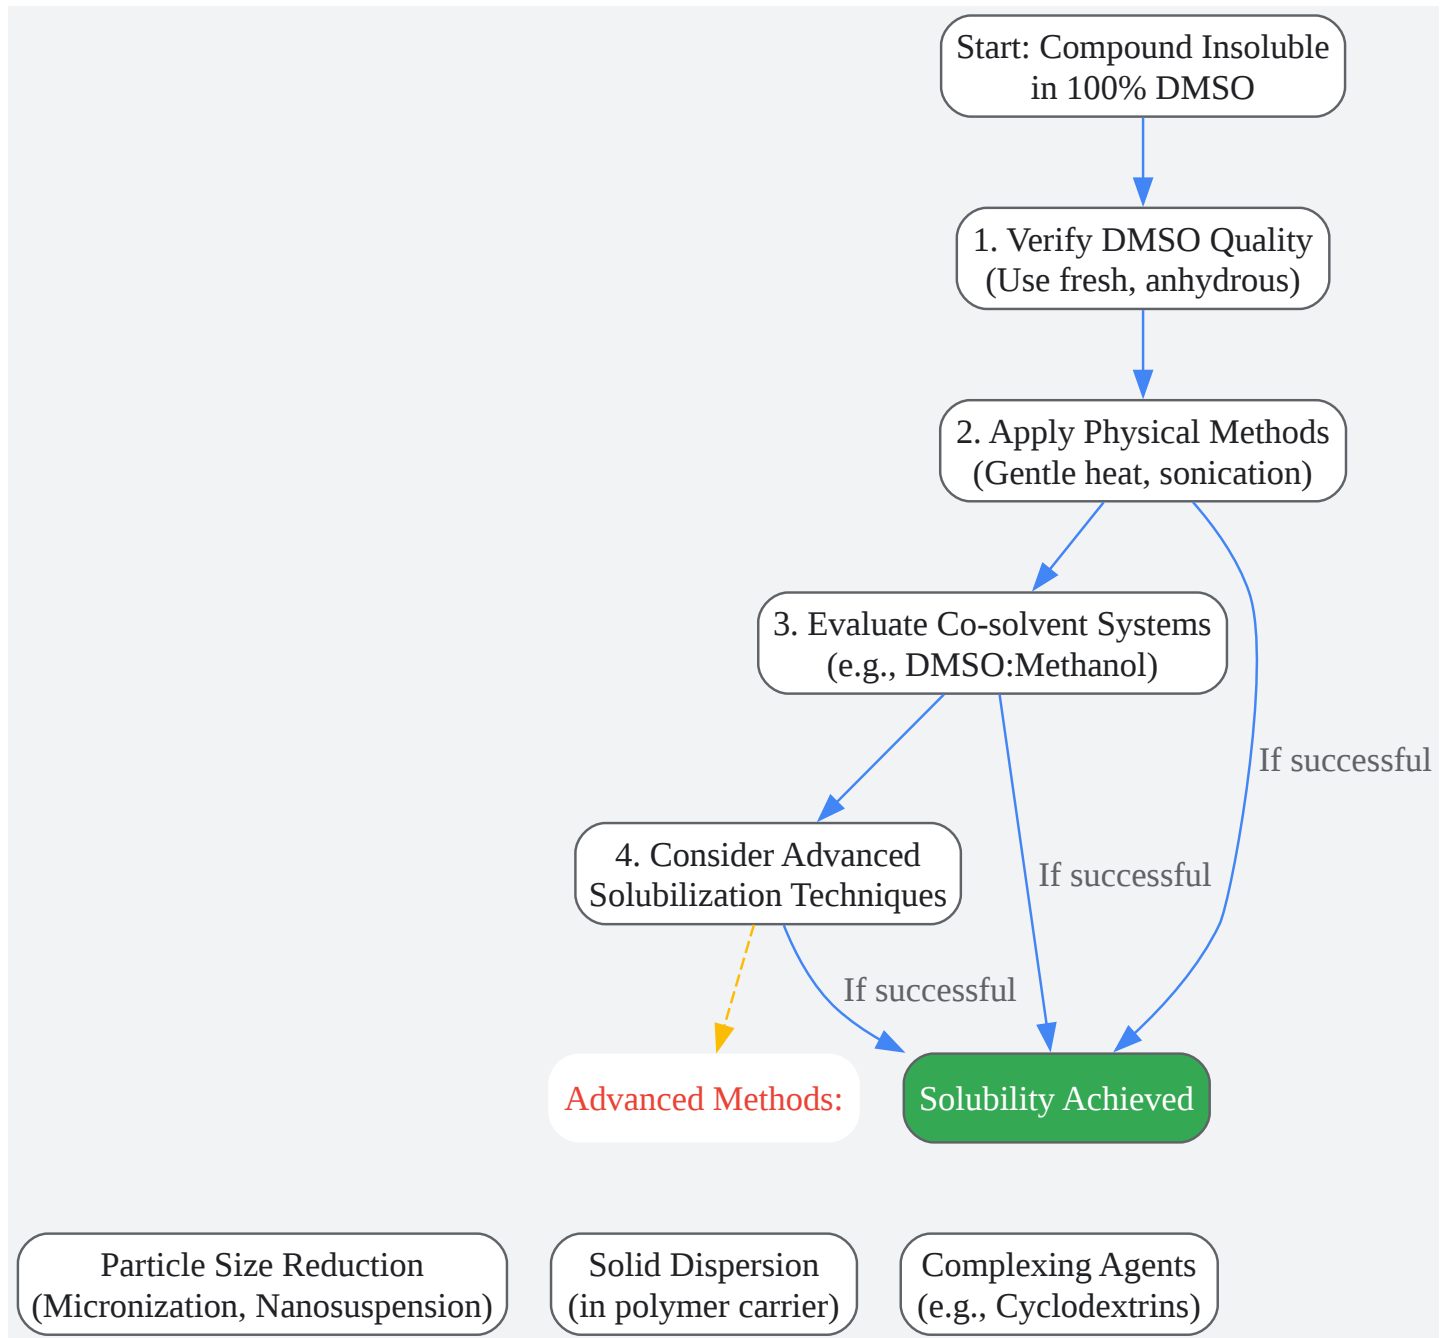 Start: Compound Insoluble
in 100% DMSO
1. Verify DMSO Quality
(Use fresh, anhydrous)
2. Apply Physical Methods
(Gentle heat, sonication)
3. Evaluate Co-solvent Systems
(e.g., DMSO:Methanol)
If successful
4. Consider Advanced
Solubilization Techniques
If successful
If successful
Advanced Methods:
Solubility Achieved
Particle Size Reduction
(Micronization, Nanosuspension)
Solid Dispersion
(in polymer carrier)
Complexing Agents
(e.g., Cyclodextrins)